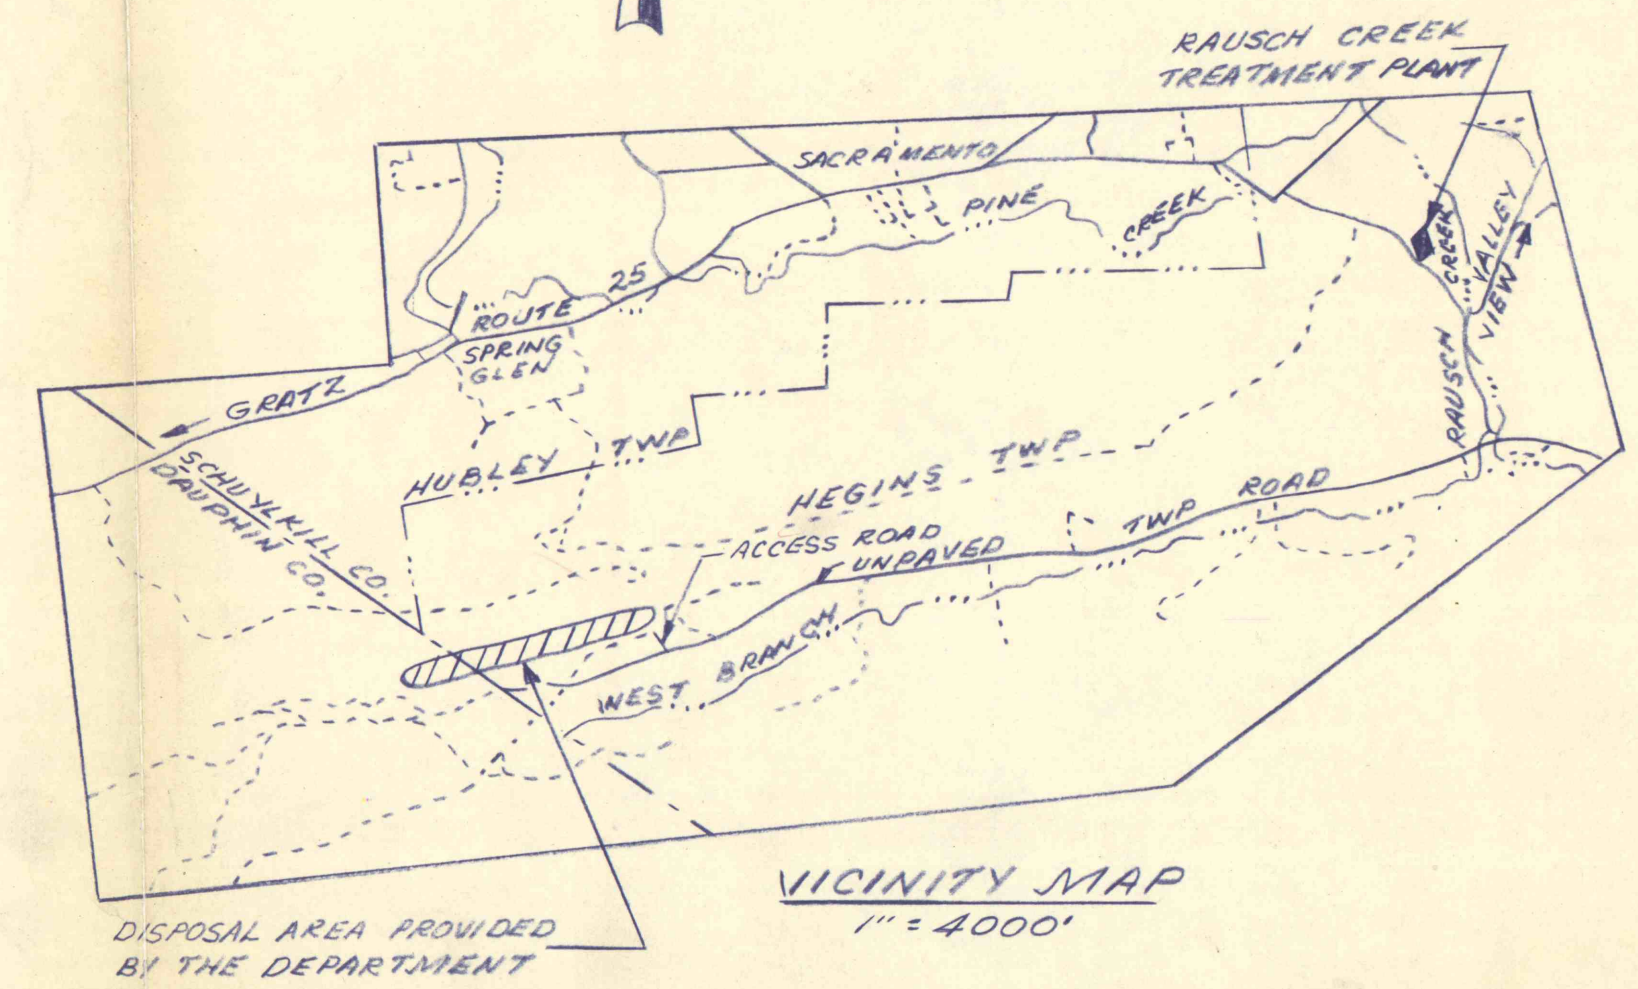 RAUSCH CREEK
TREATMENT PLANT
SACRAMENTO
PINE
CREEK
CREEK
VALLEY
VIEW
ROUTE 25
SPRING
GLEN
RAUSCH
GRATZ
HUBLEY TWP
HEGINS TWP
SCHUYLKILL CO.
DAUPHIN CO.
TWP ROAD
ACCESS ROAD
UNPAVED
WEST BRANCH
VICINITY MAP
1" = 4000'
DISPOSAL AREA PROVIDED
BY THE DEPARTMENT